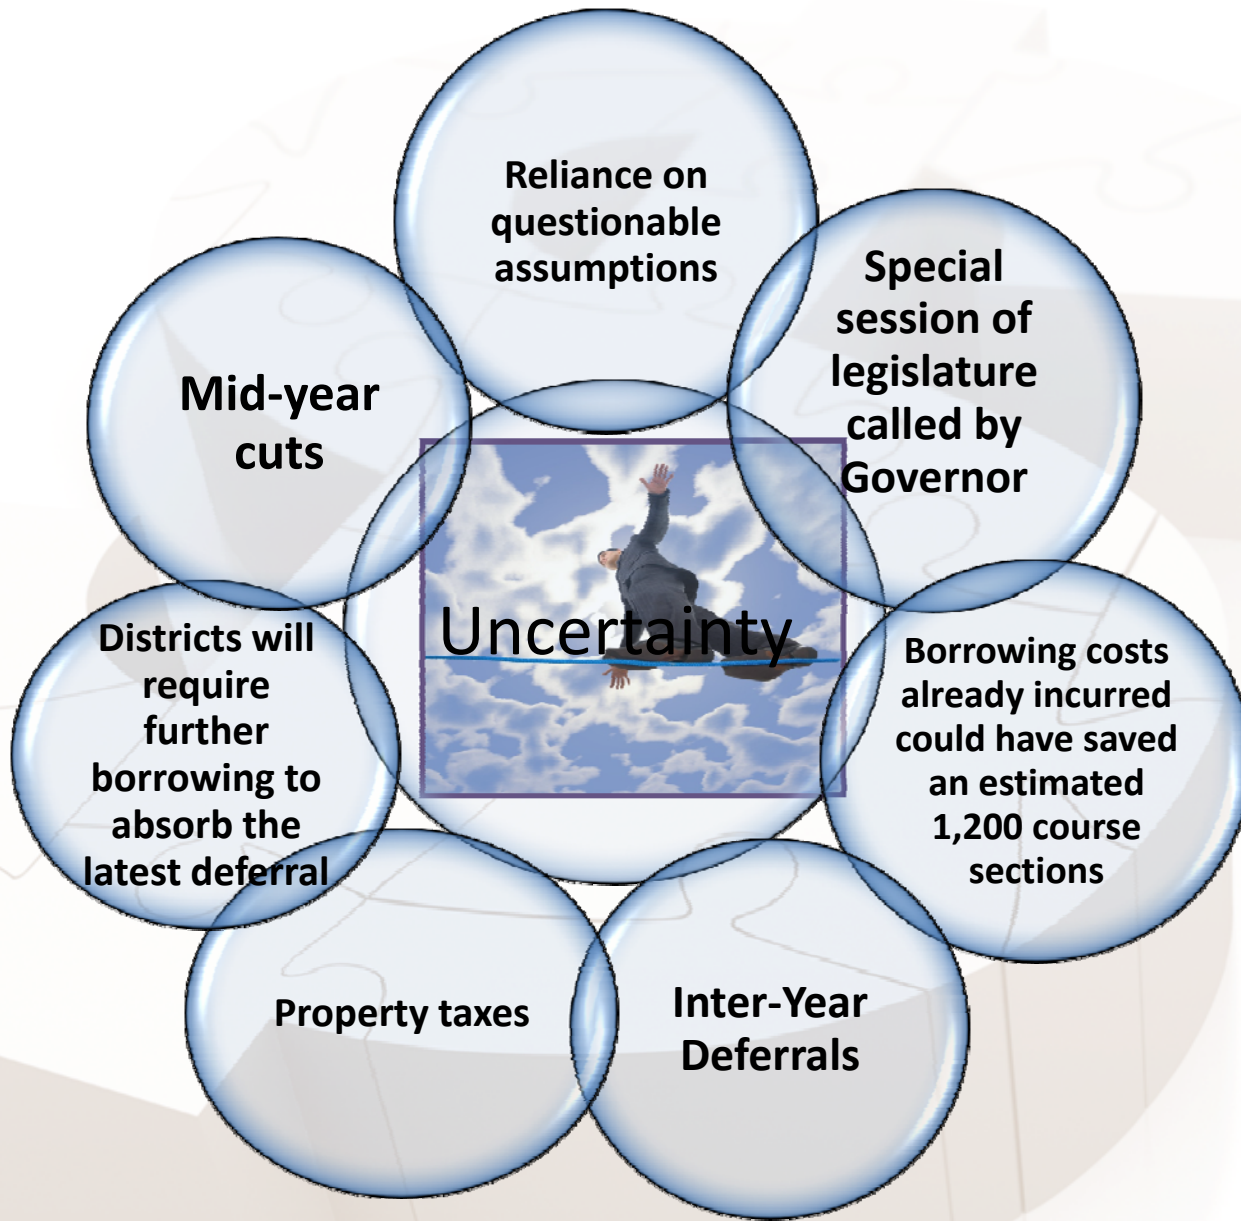 Reliance on
questionable
assumptions
Special
session of
legislature
called by
Governor
Mid-year
cuts
Uncertainty
Districts will
require
further
borrowing to
absorb the
latest deferral
Borrowing costs
already incurred
could have saved
an estimated
1,200 course
sections
Property taxes
Inter-Year
Deferrals